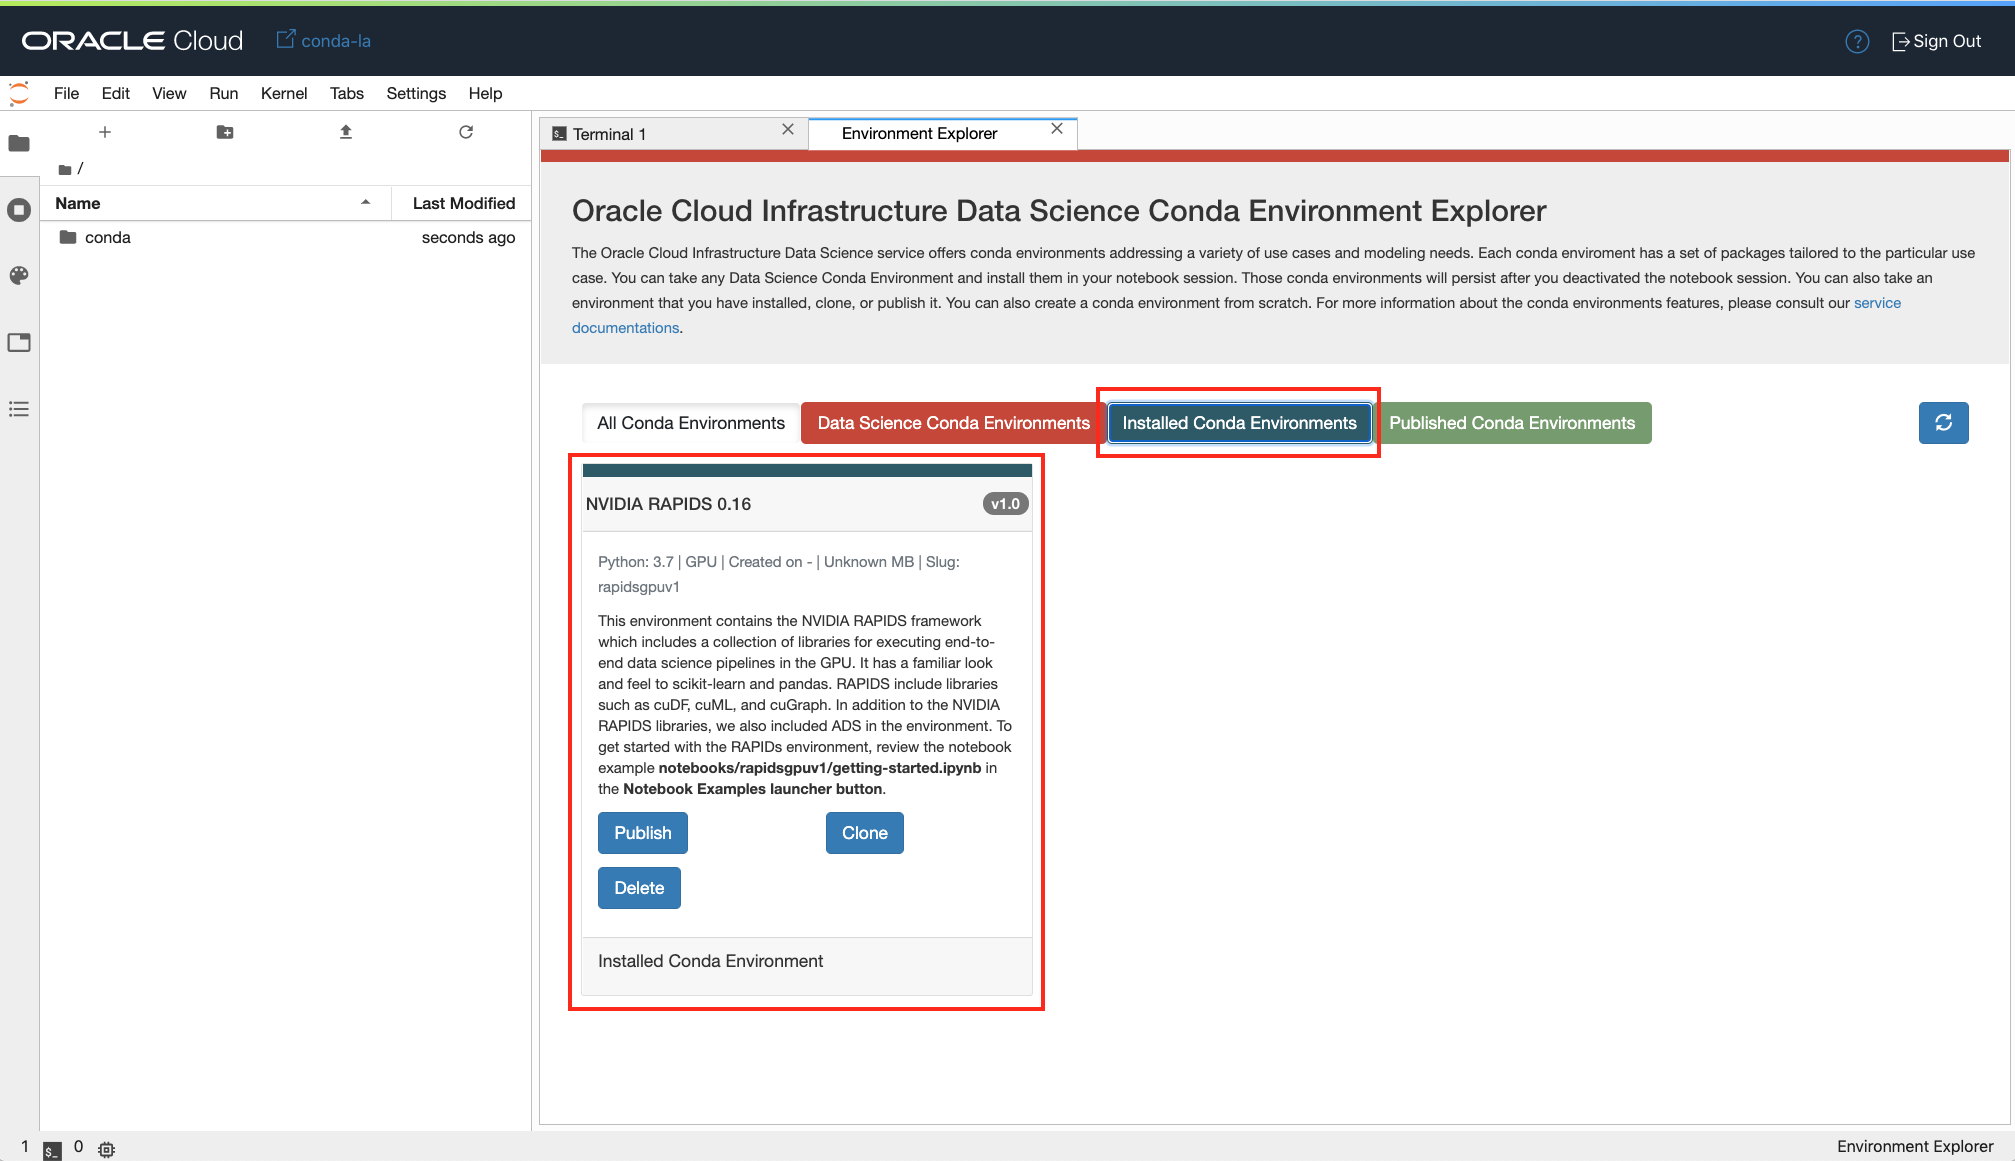 ORACLE Cloud
conda-la
?
Sign Out
File Edit View Run Kernel Tabs Settings Help
/
Name Last Modified
conda seconds ago
Terminal 1
Environment Explorer
Oracle Cloud Infrastructure Data Science Conda Environment Explorer
The Oracle Cloud Infrastructure Data Science service offers conda environments addressing a variety of use cases and modeling needs. Each conda enviroment has a set of packages tailored to the particular use
case. You can take any Data Science Conda Environment and install them in your notebook session. Those conda environments will persist after you deactivated the notebook session. You can also take an
environment that you have installed, clone, or publish it. You can also create a conda environment from scratch. For more information about the conda environments features, please consult our service
documentations.
All Conda Environments
Data Science Conda Environments
Installed Conda Environments
Published Conda Environments
NVIDIA RAPIDS 0.16
v1.0
Python: 3.7 | GPU | Created on - | Unknown MB | Slug:
rapidsgpuv1
This environment contains the NVIDIA RAPIDS framework
which includes a collection of libraries for executing end-to-
end data science pipelines in the GPU. It has a familiar look
and feel to scikit-learn and pandas. RAPIDS include libraries
such as cuDF, cuML, and cuGraph. In addition to the NVIDIA
RAPIDS libraries, we also included ADS in the environment. To
get started with the RAPIDs environment, review the notebook
example notebooks/rapidsgpuv1/getting-started.ipynb in
the Notebook Examples launcher button.
Publish
Clone
Delete
Installed Conda Environment
1 $_ 0
Environment Explorer